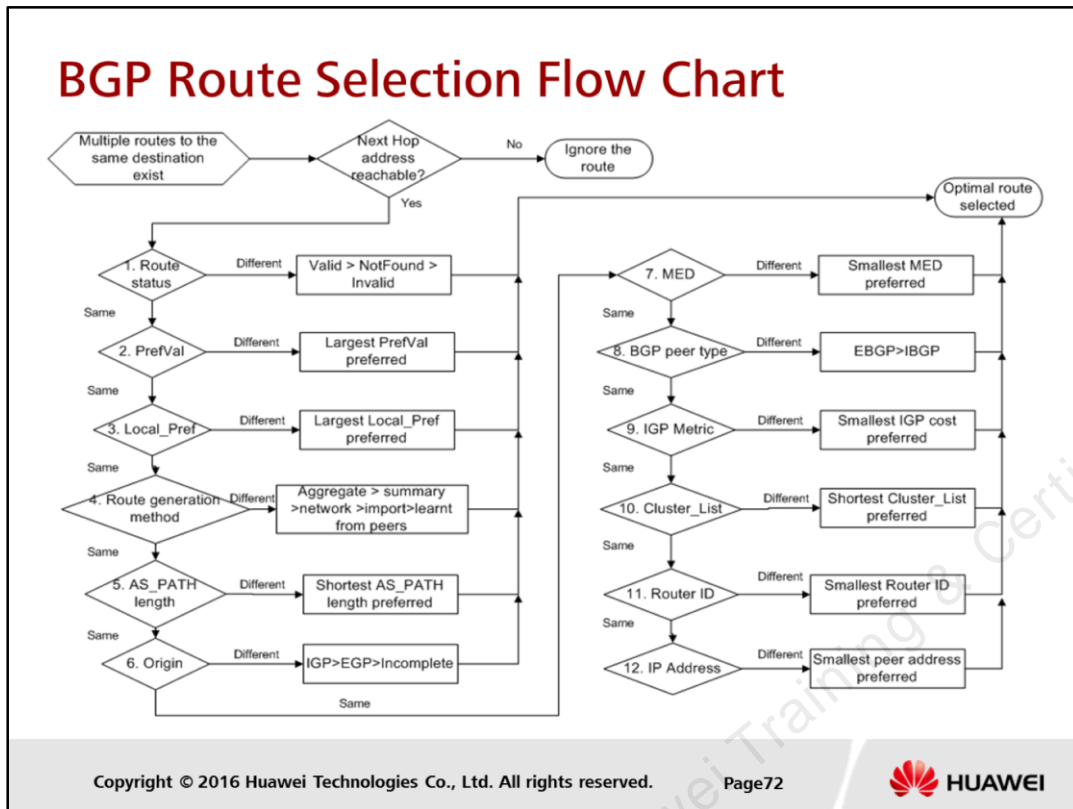 BGP Route Selection Flow Chart
Multiple routes to the
same destination
exist
Next Hop
address
reachable?
No
Ignore the
route
Yes
Optimal route
selected
1. Route
status
Different
Valid > NotFound >
Invalid
Same
2. PrefVal
Different
Largest PrefVal
preferred
Same
3. Local_Pref
Different
Largest Local_Pref
preferred
Same
4. Route generation
method
Different
Aggregate > summary
>network >import>learnt
from peers
Same
5. AS_PATH
length
Different
Shortest AS_PATH
length preferred
Same
6. Origin
Different
IGP>EGP>Incomplete
Same
7. MED
Different
Smallest MED
preferred
Same
8. BGP peer type
Different
EBGP>IBGP
Same
9. IGP Metric
Different
Smallest IGP cost
preferred
Same
10. Cluster_List
Different
Shortest Cluster_List
preferred
Same
11. Router ID
Different
Smallest Router ID
preferred
Same
12. IP Address
Different
Smallest peer address
preferred
Training & Certi
Copyright © 2016 Huawei Technologies Co., Ltd. All rights reserved.
Page72
HUAWEI